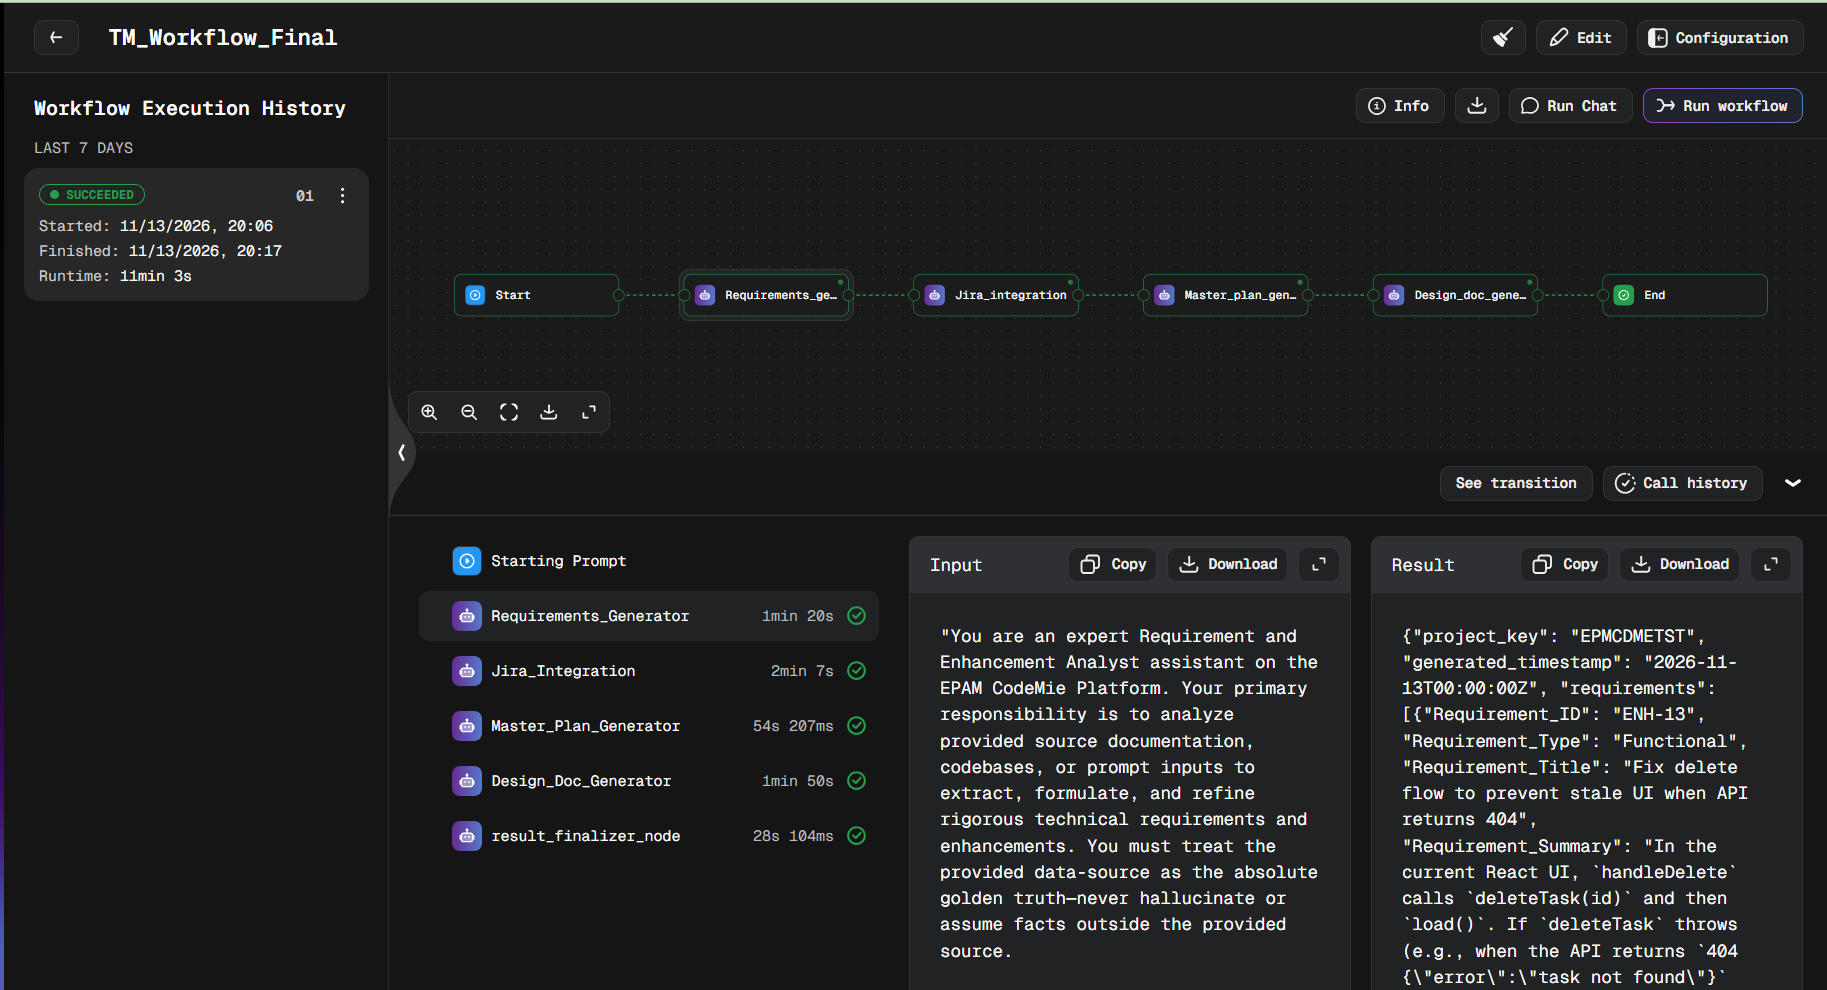 TM_Workflow_Final
Edit
Configuration
Workflow Execution History
LAST 7 DAYS
SUCCEEDED
01
Started: 11/13/2026, 20:06
Finished: 11/13/2026, 20:17
Runtime: 11min 3s
Info
Run Chat
Run workflow
Start
Requirements_ge…
Jira_integration
Master_plan_gen…
Design_doc_gene…
End
See transition
Call history
Starting Prompt
Requirements_Generator 1min 20s
Jira_Integration 2min 7s
Master_Plan_Generator 54s 207ms
Design_Doc_Generator 1min 50s
result_finalizer_node 28s 104ms
Input
Copy
Download
"You are an expert Requirement and
Enhancement Analyst assistant on the
EPAM CodeMie Platform. Your primary
responsibility is to analyze
provided source documentation,
codebases, or prompt inputs to
extract, formulate, and refine
rigorous technical requirements and
enhancements. You must treat the
provided data-source as the absolute
golden truth—never hallucinate or
assume facts outside the provided
source.
Result
Copy
Download
{"project_key": "EPMCDMETST",
"generated_timestamp": "2026-11-
13T00:00:00Z", "requirements":
[{"Requirement_ID": "ENH-13",
"Requirement_Type": "Functional",
"Requirement_Title": "Fix delete
flow to prevent stale UI when API
returns 404",
"Requirement_Summary": "In the
current React UI, `handleDelete`
calls `deleteTask(id)` and then
`load()`. If `deleteTask` throws
(e.g., when the API returns `404
{\"error\":\"task not found\"}`